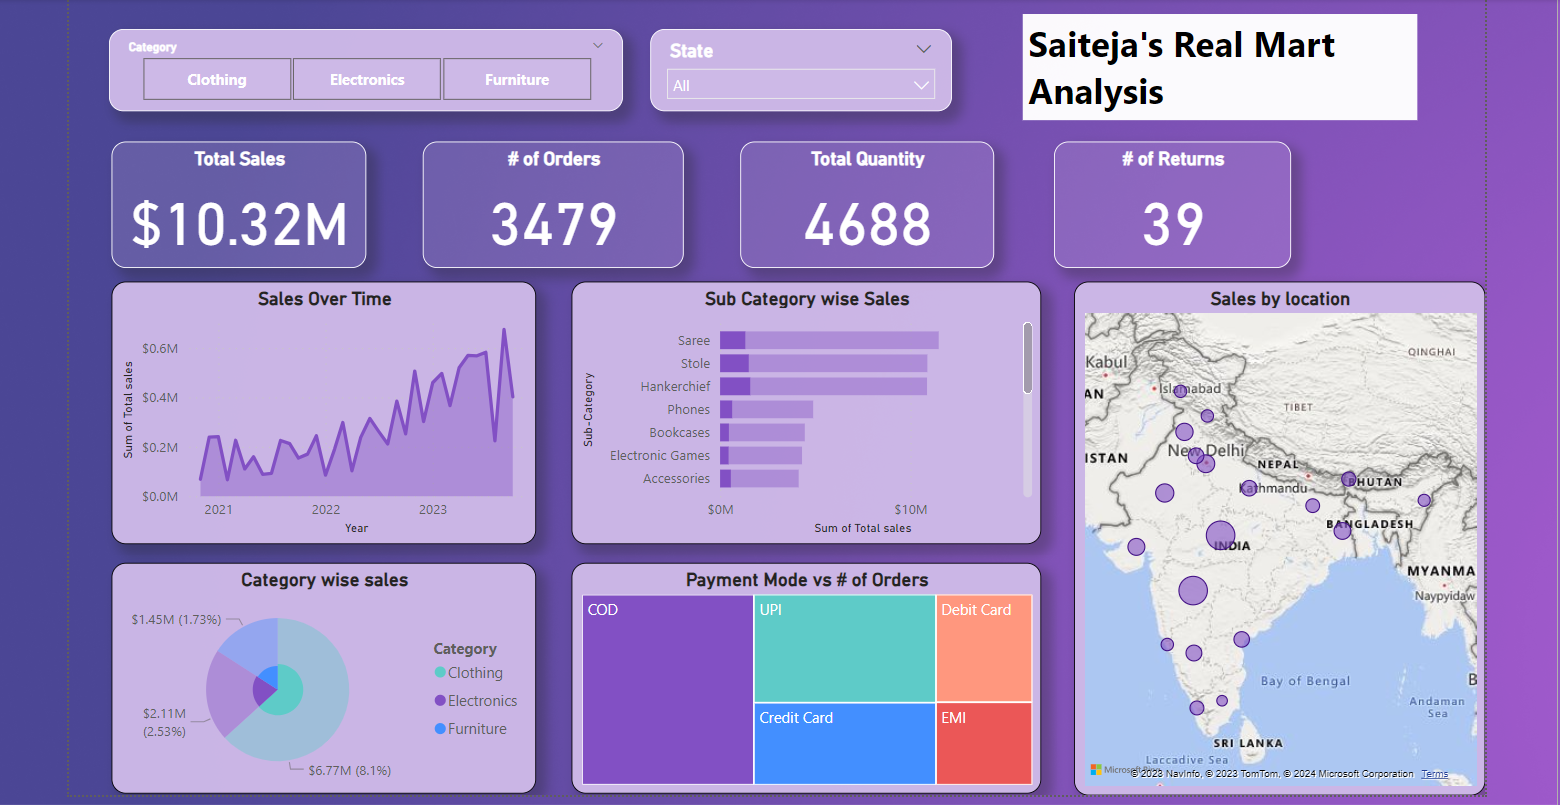 Category
Clothing
Electronics
Furniture
State
All
Saiteja's Real Mart
Analysis
Total Sales
$10.32M
# of Orders
3479
Total Quantity
4688
# of Returns
39
Sales Over Time
Sum of Total sales
$0.6M
$0.4M
$0.2M
$0.0M
2021
2022
2023
Year
Sub Category wise Sales
Sub-Category
Saree
Stole
Hankerchief
Phones
Bookcases
Electronic Games
Accessories
$0M
$10M
Sum of Total sales
Sales by location
Kabul
QINGHAI
AN
Islamabad
TIBET
ISTAN
New Delhi
NEPAL
Kathmandu
BHUTAN
BANGLADESH
INDIA
MYANMA
Naypyidaw
Bay of Bengal
B
Andaman
Sea
SRI LANKA
Laccadive Sea
Microsoft Bing
© 2023 NavInfo, © 2023 TomTom, © 2024 Microsoft Corporation
Terms
Category wise sales
$1.45M (1.73%)
$2.11M
(2.53%)
$6.77M (8.1%)
Category
Clothing
Electronics
Furniture
Payment Mode vs # of Orders
COD
UPI
Debit Card
Credit Card
EMI